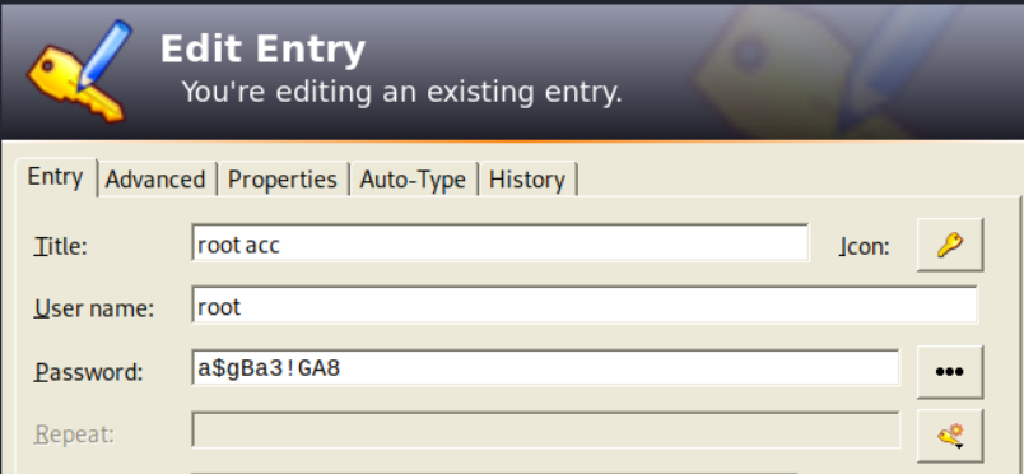 Edit Entry
You're editing an existing entry.
Entry Advanced Properties Auto-Type History
Title: root acc Icon:
User name: root
Password: a$gBa3!GA8 •••
Repeat: